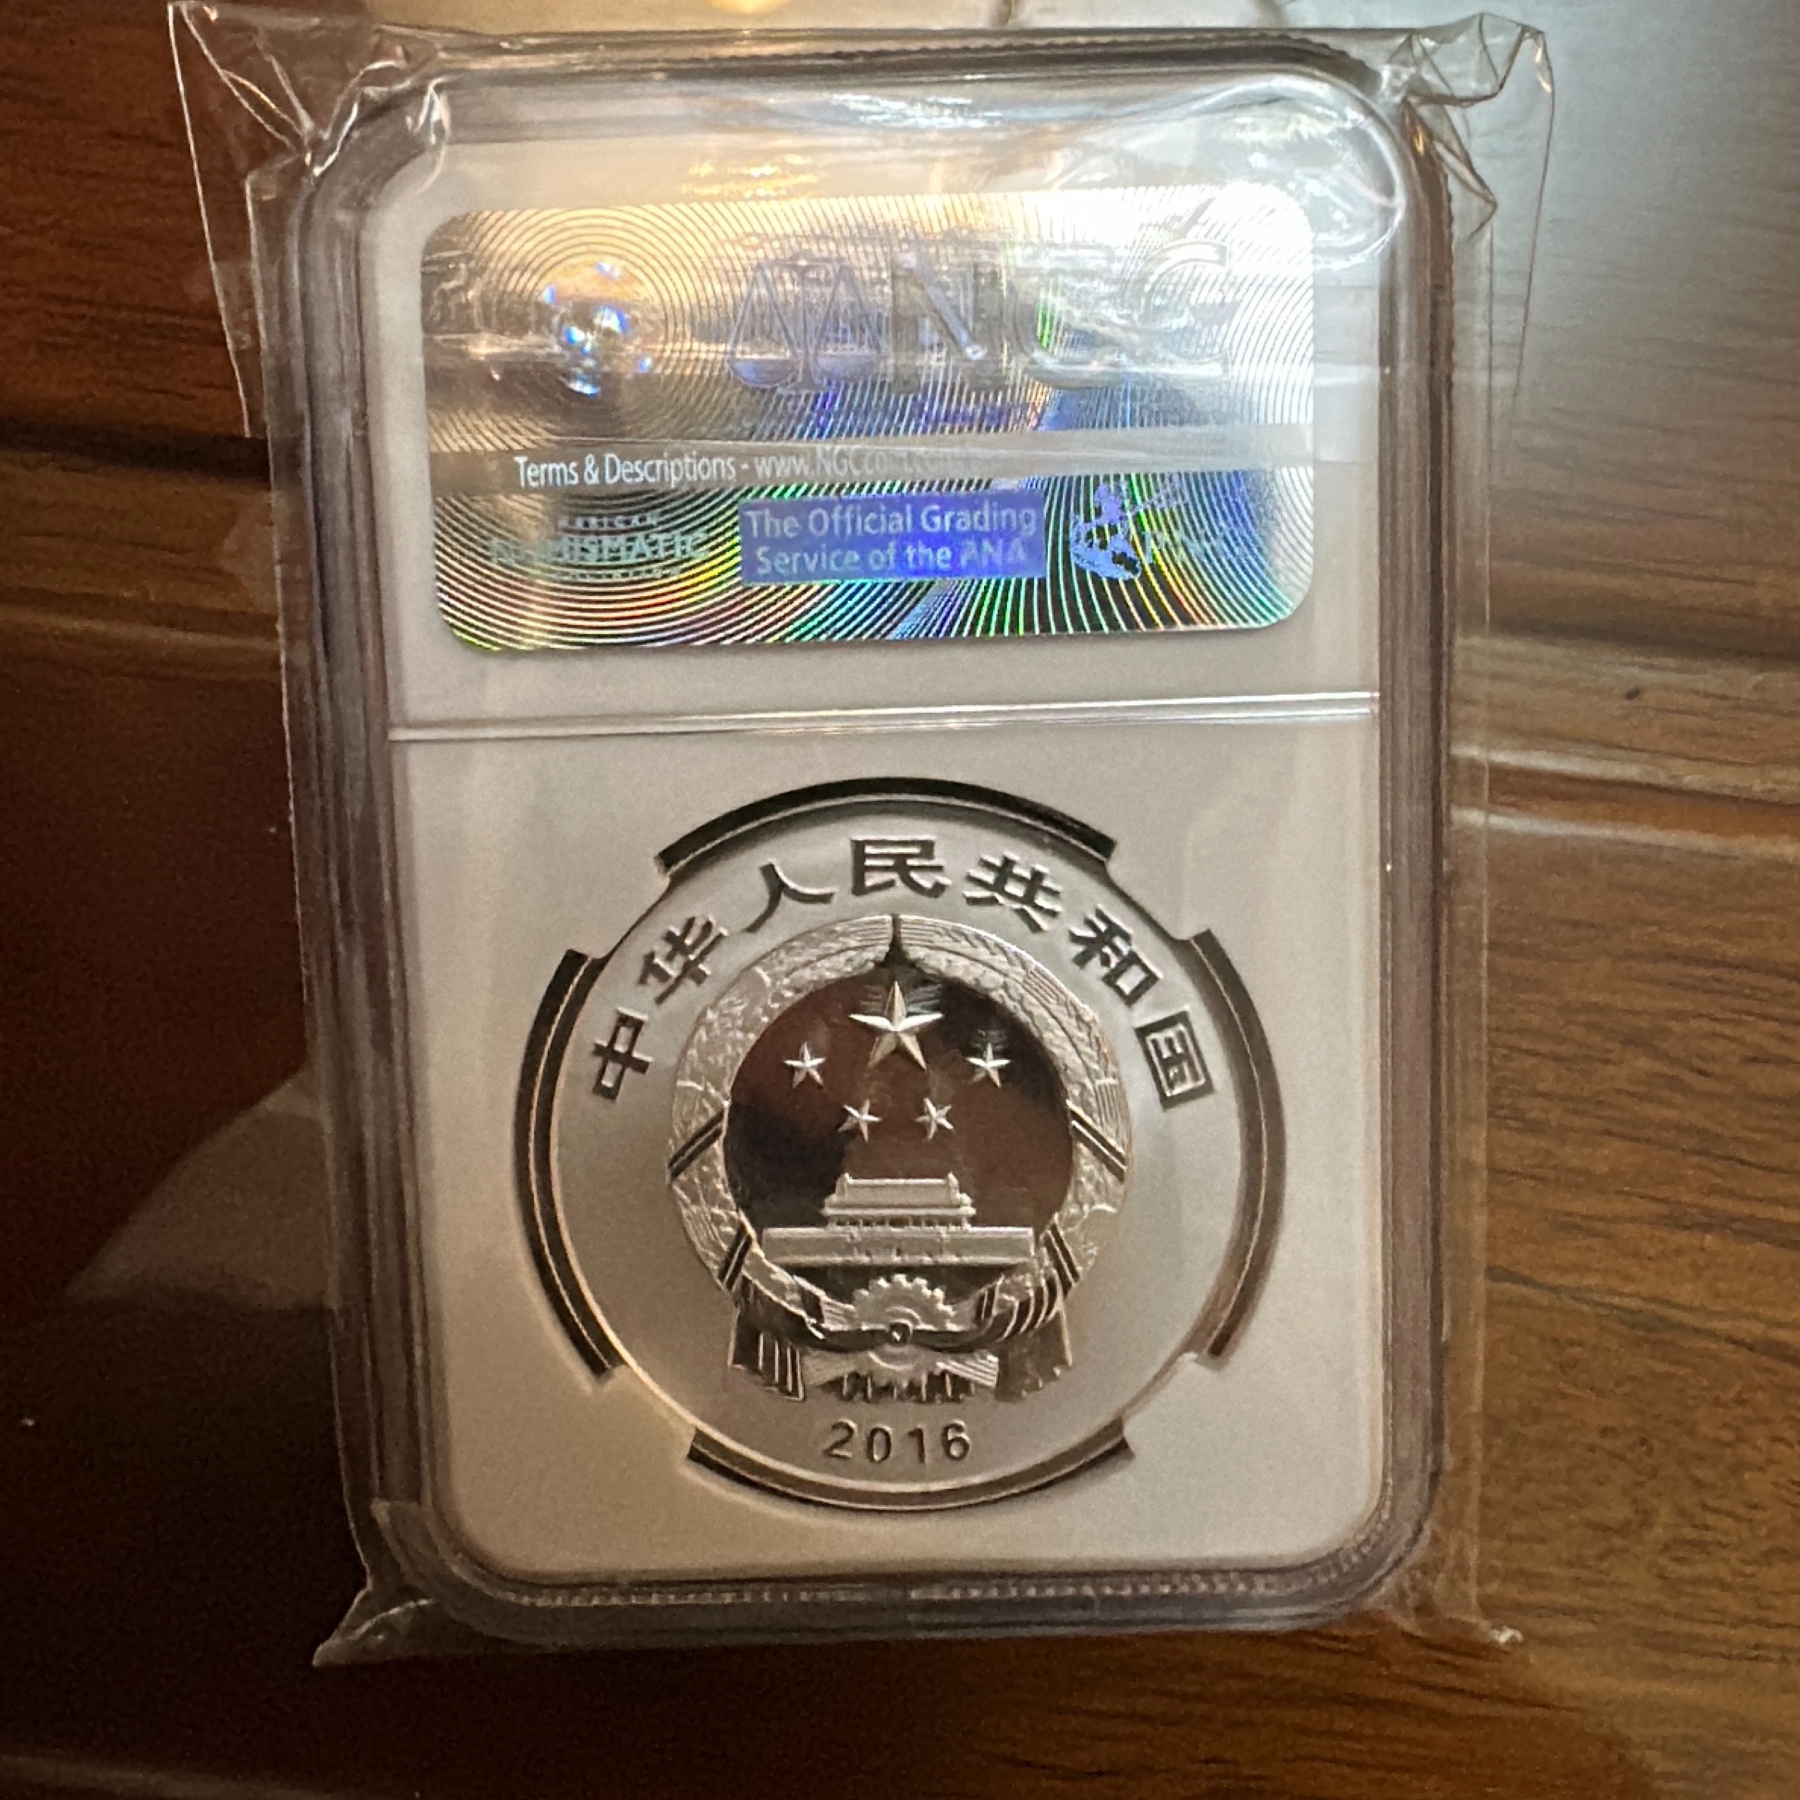 NGC
Terms & Descriptions - www.NGCcoin.com
NUMISMATIC
The Official Grading
Service of the ANA
中华人民共和国
2016